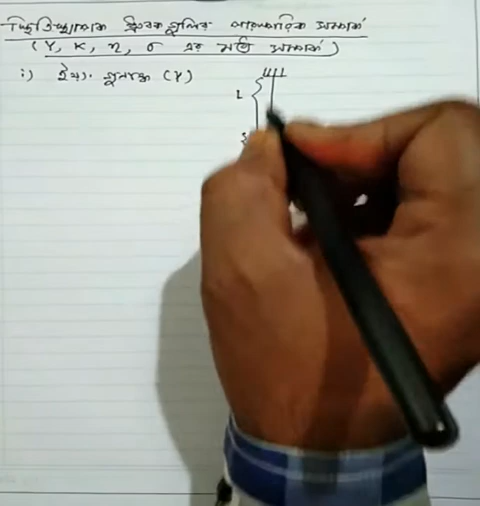 স্থিতিস্থাপক ধ্রুবকগুলির পারস্পরিক সম্পর্ক
(Y, K, η, σ এর মধ্যে সম্পর্ক)
i) ইয়ং গুনাঙ্ক (Y)
L